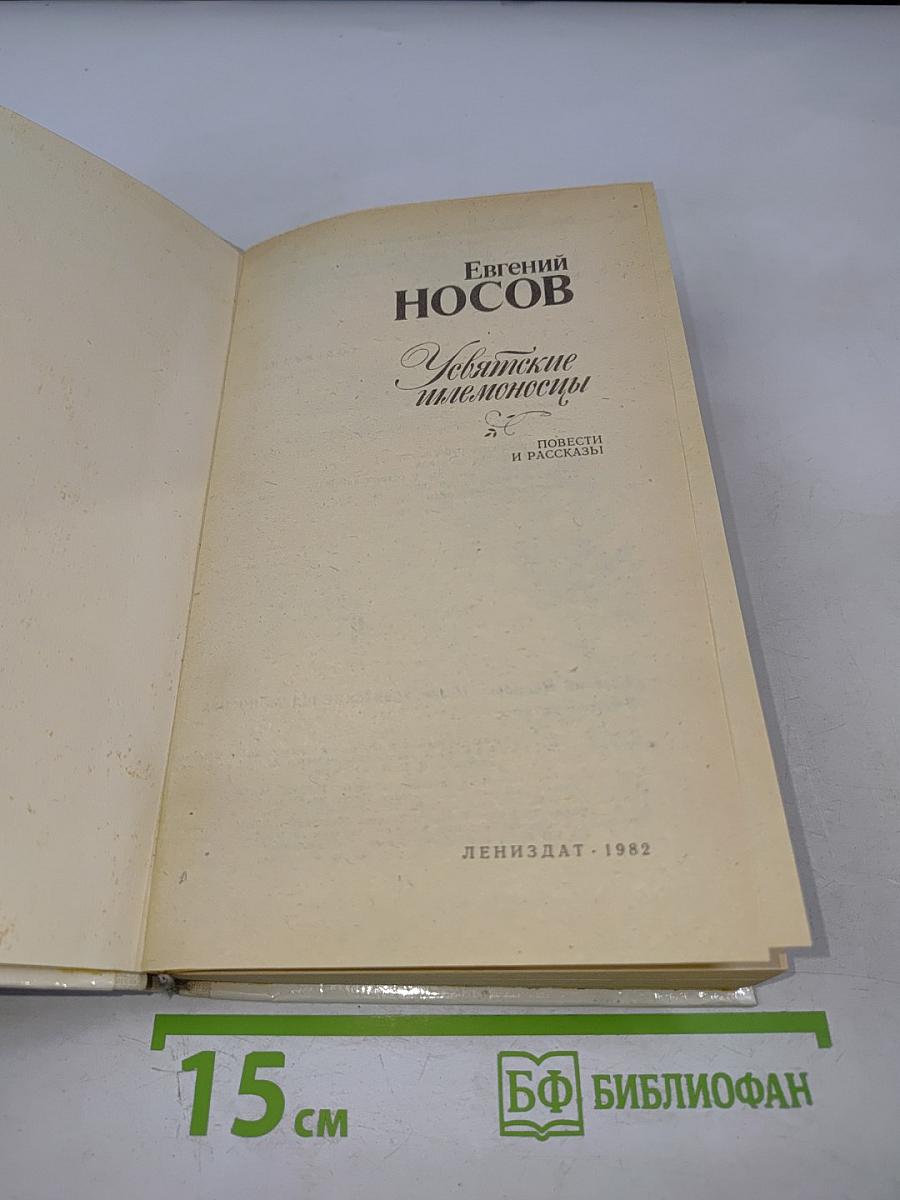 Евгений
НОСОВ
Усвятские
шлемоносцы
ПОВЕСТИ
И РАССКАЗЫ
ЛЕНИЗДАТ · 1982
15 см
БФ БИБЛИОФАН